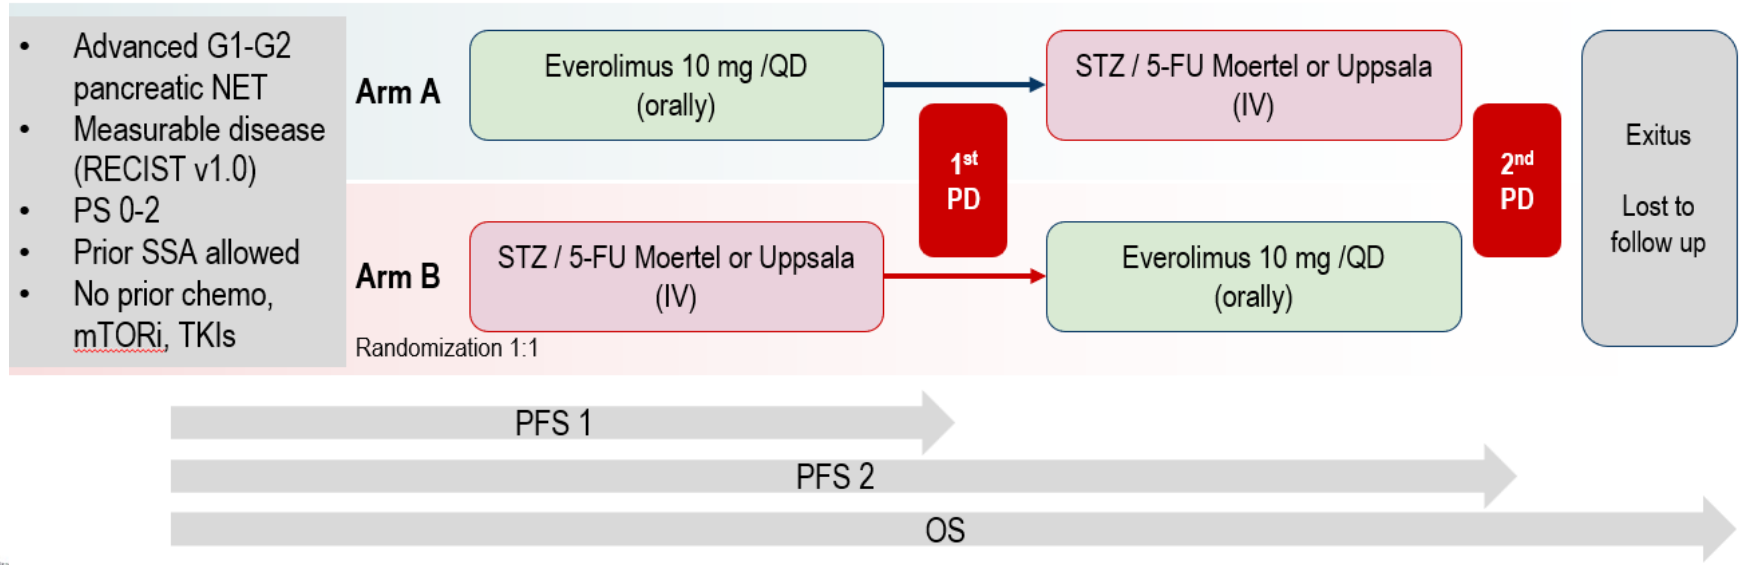 • Advanced G1-G2
pancreatic NET
• Measurable disease
(RECIST v1.0)
• PS 0-2
• Prior SSA allowed
• No prior chemo,
mTORi, TKIs
Arm A
Everolimus 10 mg /QD
(orally)
STZ / 5-FU Moertel or Uppsala
(IV)
1st
PD
2nd
PD
Exitus
Lost to
follow up
Arm B
STZ / 5-FU Moertel or Uppsala
(IV)
Everolimus 10 mg /QD
(orally)
Randomization 1:1
PFS 1
PFS 2
OS